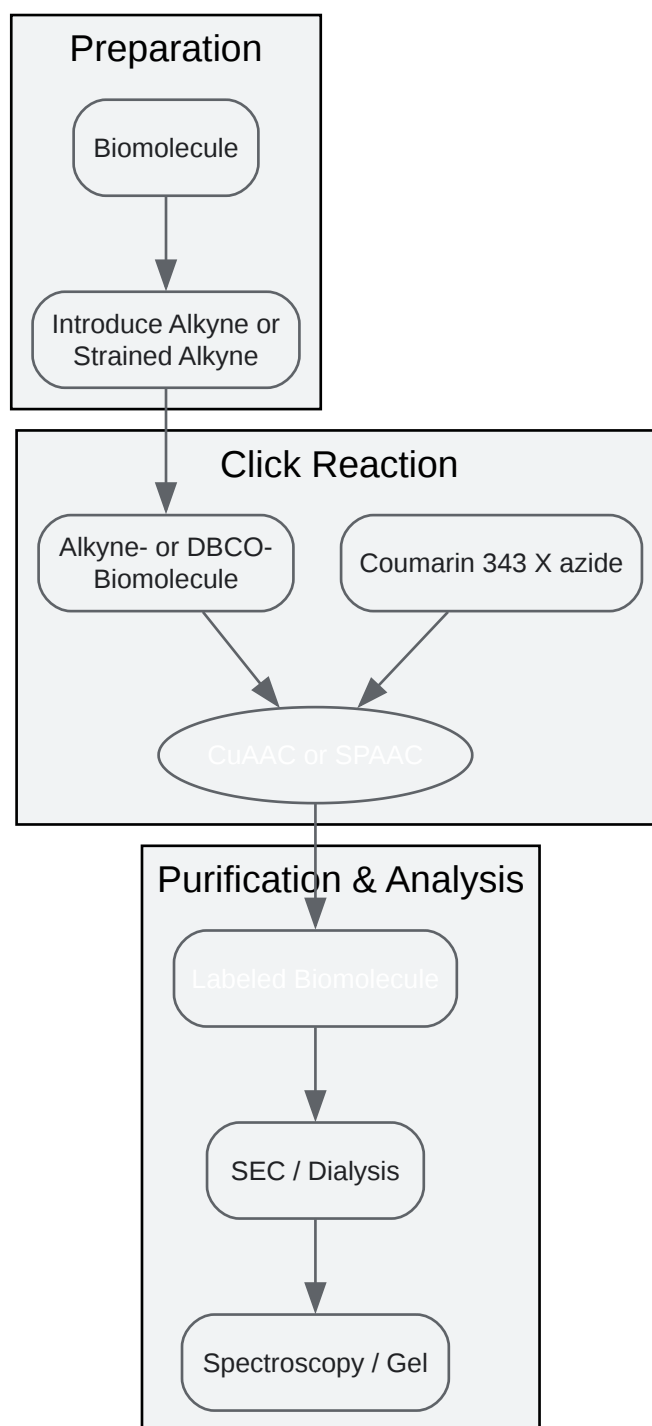 Preparation
Biomolecule
Introduce Alkyne or
Strained Alkyne
Click Reaction
Alkyne- or DBCO-
Biomolecule
Coumarin 343 X azide
CuAAC or SPAAC
Purification & Analysis
Labeled Biomolecule
SEC / Dialysis
Spectroscopy / Gel